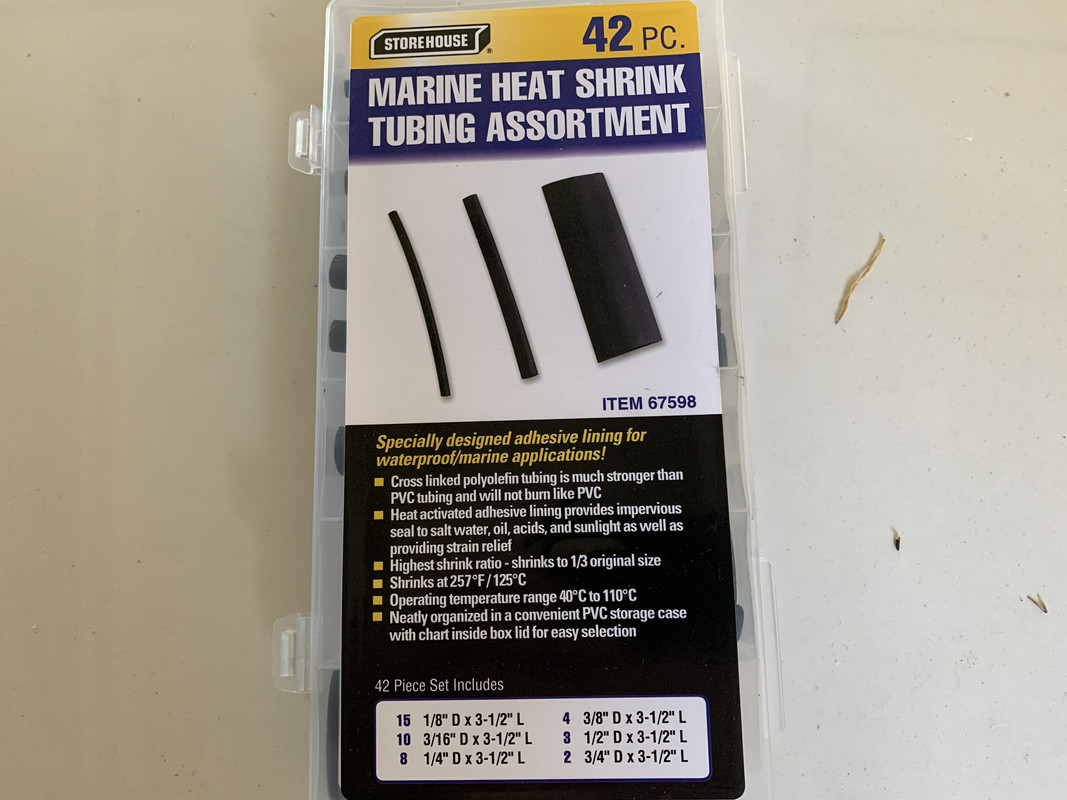 STOREHOUSE®
42 PC.
MARINE HEAT SHRINK
TUBING ASSORTMENT
ITEM 67598
Specially designed adhesive lining for
waterproof/marine applications!
Cross linked polyolefin tubing is much stronger than
PVC tubing and will not burn like PVC
Heat activated adhesive lining provides impervious
seal to salt water, oil, acids, and sunlight as well as
providing strain relief
Highest shrink ratio - shrinks to 1/3 original size
Shrinks at 257°F / 125°C
Operating temperature range 40°C to 110°C
Neatly organized in a convenient PVC storage case
with chart inside box lid for easy selection
42 Piece Set Includes
15 1/8" D x 3-1/2" L 4 3/8" D x 3-1/2" L
10 3/16" D x 3-1/2" L 3 1/2" D x 3-1/2" L
8 1/4" D x 3-1/2" L 2 3/4" D x 3-1/2" L